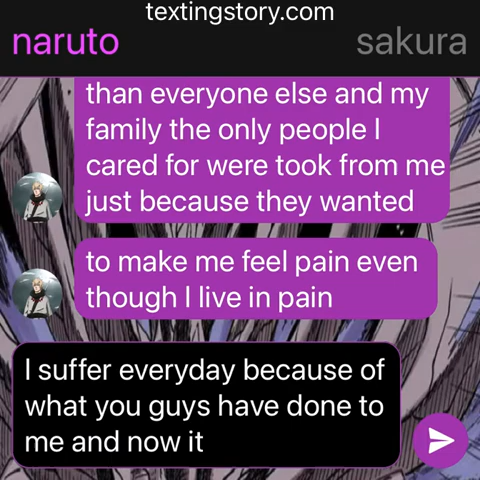 textingstory.com
naruto
sakura
than everyone else and my
family the only people I
cared for were took from me
just because they wanted
to make me feel pain even
though I live in pain
I suffer everyday because of
what you guys have done to
me and now it